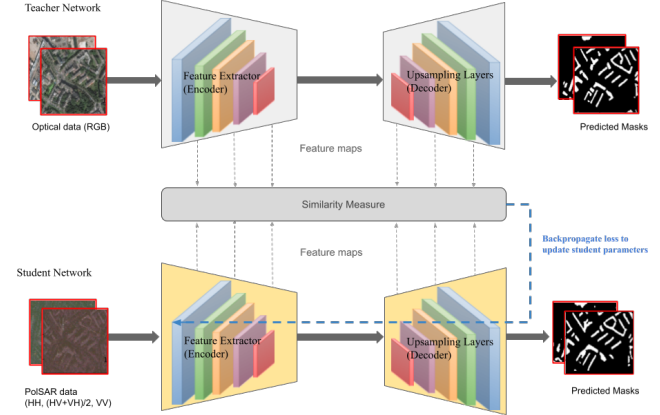 Teacher Network
Feature Extractor
(Encoder)
Upsampling Layers
(Decoder)
Optical data (RGB)
Predicted Masks
Feature maps
Similarity Measure
Backpropagate loss to
update student parameters
Feature maps
Student Network
Feature Extractor
(Encoder)
Upsampling Layers
(Decoder)
PolSAR data
(HH, (HV+VH)/2, VV)
Predicted Masks